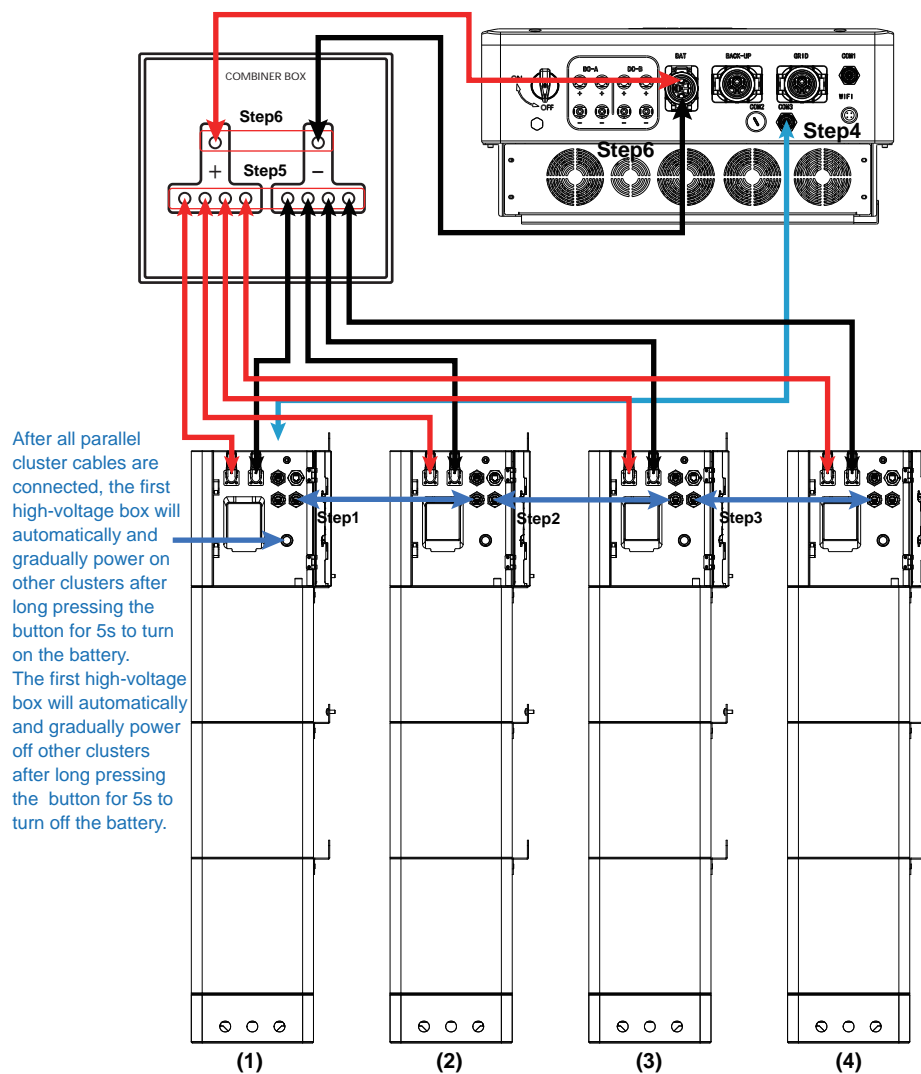 COMBINER BOX
Step6
+
−
Step5
ON
OFF
DC-A
DC-B
+ + + +
− − − −
BAT
BACK-UP
GRID
COM1
WIFI
COM2
COM3
Step4
Step6
After all parallel
cluster cables are
connected, the first
high-voltage box will
automatically and
gradually power on
other clusters after
long pressing the
button for 5s to turn
on the battery.
The first high-voltage
box will automatically
and gradually power
off other clusters
after long pressing
the button for 5s to
turn off the battery.
Step1
Step2
Step3
(1)
(2)
(3)
(4)